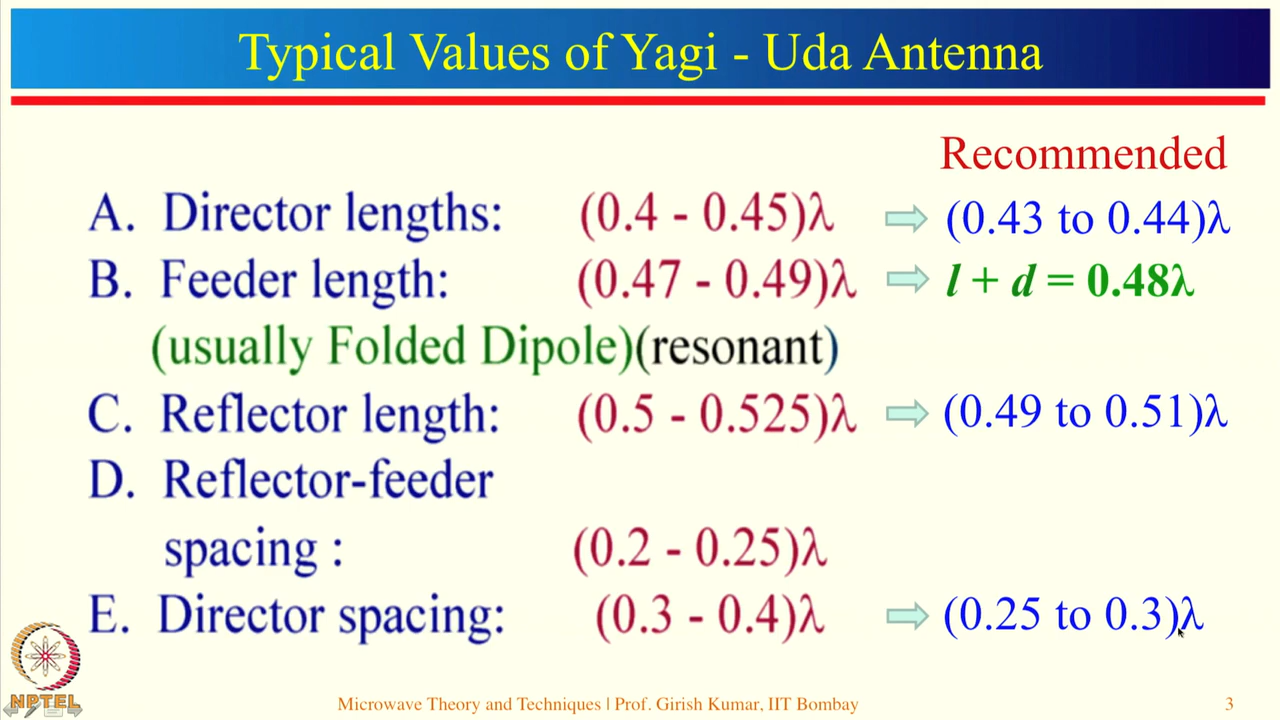 Typical Values of Yagi - Uda Antenna
Recommended
A. Director lengths: (0.4 - 0.45)λ ⇨ (0.43 to 0.44)λ
B. Feeder length: (0.47 - 0.49)λ ⇨ l + d = 0.48λ
(usually Folded Dipole)(resonant)
C. Reflector length: (0.5 - 0.525)λ ⇨ (0.49 to 0.51)λ
D. Reflector-feeder
spacing : (0.2 - 0.25)λ
E. Director spacing: (0.3 - 0.4)λ ⇨ (0.25 to 0.3)λ
NPTEL
Microwave Theory and Techniques | Prof. Girish Kumar, IIT Bombay
3